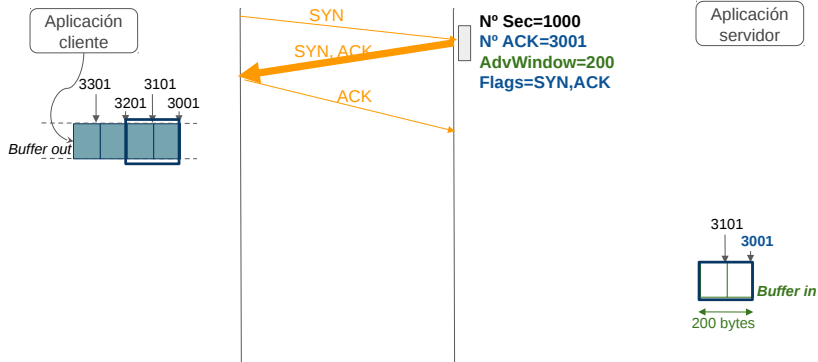 Aplicación
cliente
SYN
Nº Sec=1000
Nº ACK=3001
AdvWindow=200
Flags=SYN,ACK
Aplicación
servidor
SYN, ACK
ACK
3301
3101
3201
3001
Buffer out
3101
3001
Buffer in
200 bytes